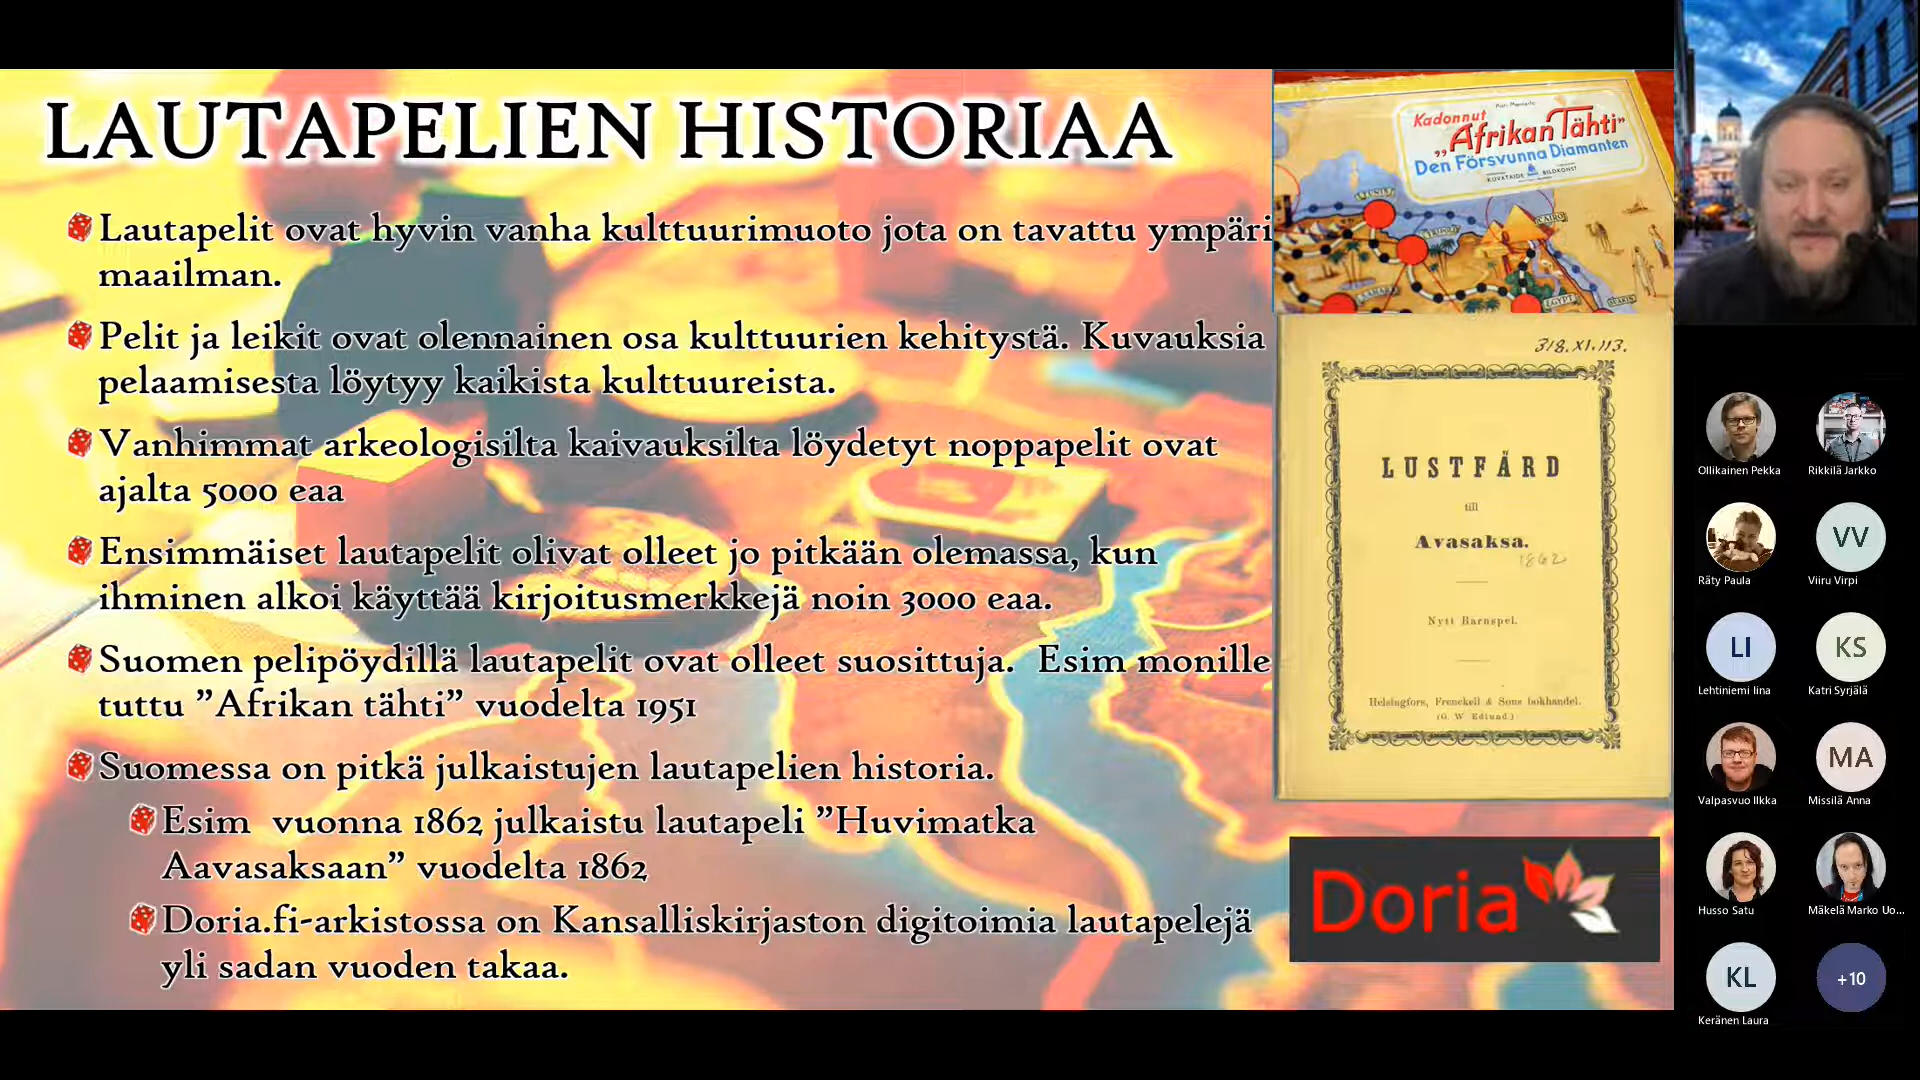 LAUTAPELIEN HISTORIAA
Lautapelit ovat hyvin vanha kulttuurimuoto jota on tavattu ympäri
maailman.
Pelit ja leikit ovat olennainen osa kulttuurien kehitystä. Kuvauksia
pelaamisesta löytyy kaikista kulttuureista.
Vanhimmat arkeologisilta kaivauksilta löydetyt noppapelit ovat
ajalta 5000 eaa
Ensimmäiset lautapelit olivat olleet jo pitkään olemassa, kun
ihminen alkoi käyttää kirjoitusmerkkejä noin 3000 eaa.
Suomen pelipöydillä lautapelit ovat olleet suosittuja. Esim monille
tuttu ”Afrikan tähti” vuodelta 1951
Suomessa on pitkä julkaistujen lautapelien historia.
Esim vuonna 1862 julkaistu lautapeli ”Huvimatka
Aavasaksaan” vuodelta 1862
Doria.fi-arkistossa on Kansalliskirjaston digitoimia lautapelejä
yli sadan vuoden takaa.
Kadonnut
„Afrikan Tähti”
Den Försvunna Diamanten
KUVATAIDE BILDKONST
TRIPOLI
CAIRO
EGYPT
318.XI.113.
LUSTFÄRD
till
Avasaksa.
1862
Nytt Barnspel.
Helsingfors, Frenckell & Sons bokhandel.
(G. W. Edlund.)
Doria
Ollikainen Pekka
Rikkilä Jarkko
Räty Paula
VV
Viiru Virpi
LI
Lehtiniemi Iina
KS
Katri Syrjälä
Valpasvuo Ilkka
MA
Missilä Anna
Husso Satu
Mäkelä Marko Uo...
KL
Keränen Laura
+10